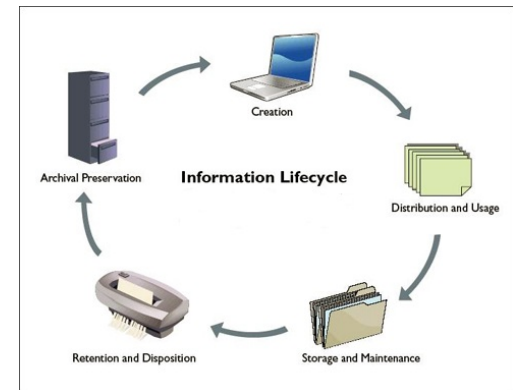 Creation
Archival Preservation
Information Lifecycle
Distribution and Usage
Retention and Disposition
Storage and Maintenance